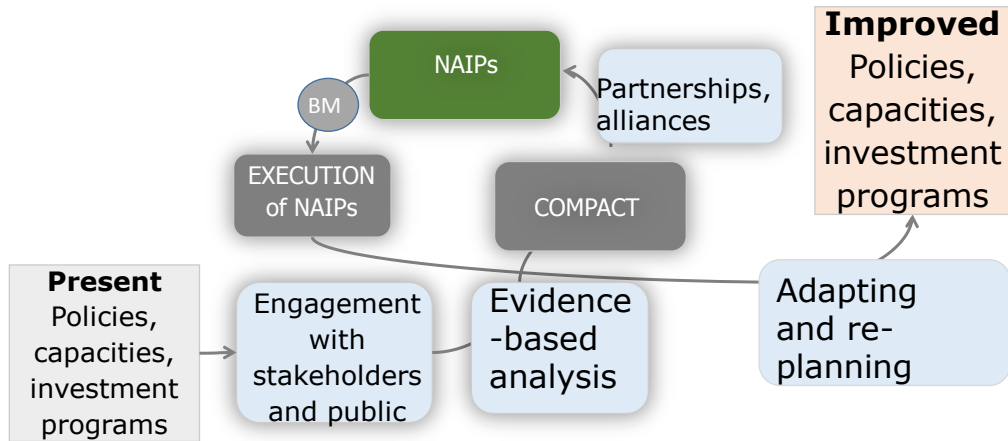 NAIPs
BM
Partnerships,
alliances
Improved
Policies,
capacities,
investment
programs
EXECUTION
of NAIPs
COMPACT
Present
Policies,
capacities,
investment
programs
Engagement
with
stakeholders
and public
Evidence
-based
analysis
Adapting
and re-
planning